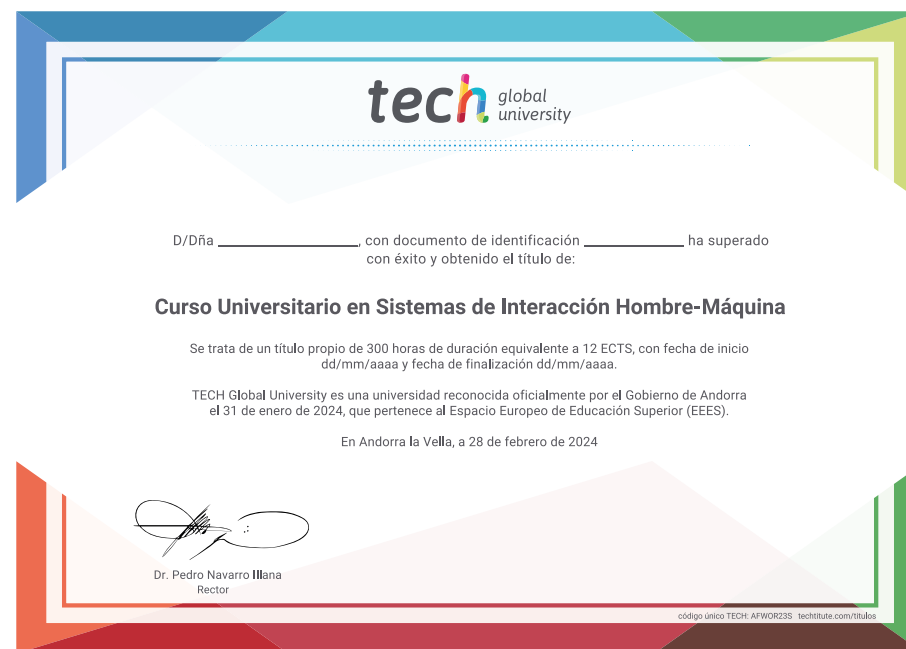 tech global university
D/Dña ____________________, con documento de identificación ______________ ha superado
con éxito y obtenido el título de:
Curso Universitario en Sistemas de Interacción Hombre-Máquina
Se trata de un título propio de 300 horas de duración equivalente a 12 ECTS, con fecha de inicio
dd/mm/aaaa y fecha de finalización dd/mm/aaaa.
TECH Global University es una universidad reconocida oficialmente por el Gobierno de Andorra
el 31 de enero de 2024, que pertenece al Espacio Europeo de Educación Superior (EEES).
En Andorra la Vella, a 28 de febrero de 2024
Dr. Pedro Navarro Illana
Rector
código único TECH: AFWOR23S techtitute.com/titulos